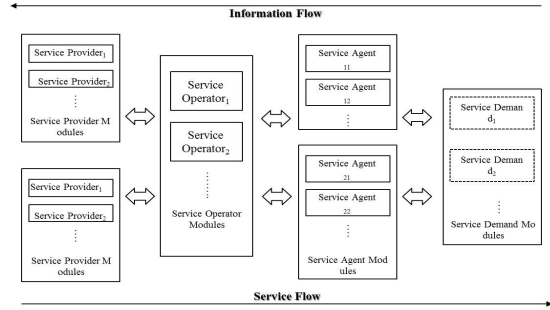 Information Flow
Service Provider1
Service Provider2
⋮
Service Provider M
odules
Service Provider1
Service Provider2
⋮
Service Provider M
odules
Service
Operator1
Service
Operator2
⋮
Service Operator
Modules
Service Agent
11
Service Agent
12
⋮
Service Agent
21
Service Agent
22
⋮
Service Agent Mod
ules
Service Deman
d1
Service Deman
d2
⋮
Service Demand Mo
dules
Service Flow